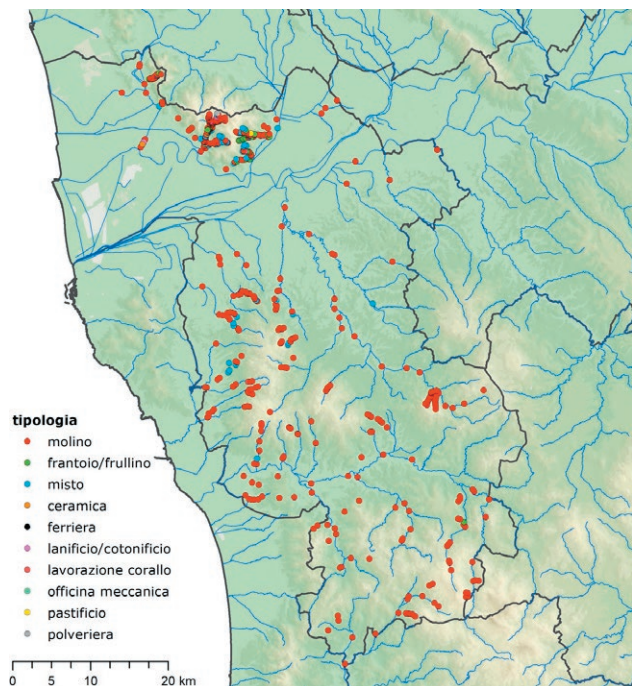 tipologia
molino
frantoio/frullino
misto
ceramica
ferriera
lanificio/cotonificio
lavorazione corallo
officina meccanica
pastificio
polveriera
0 5 10 20 km